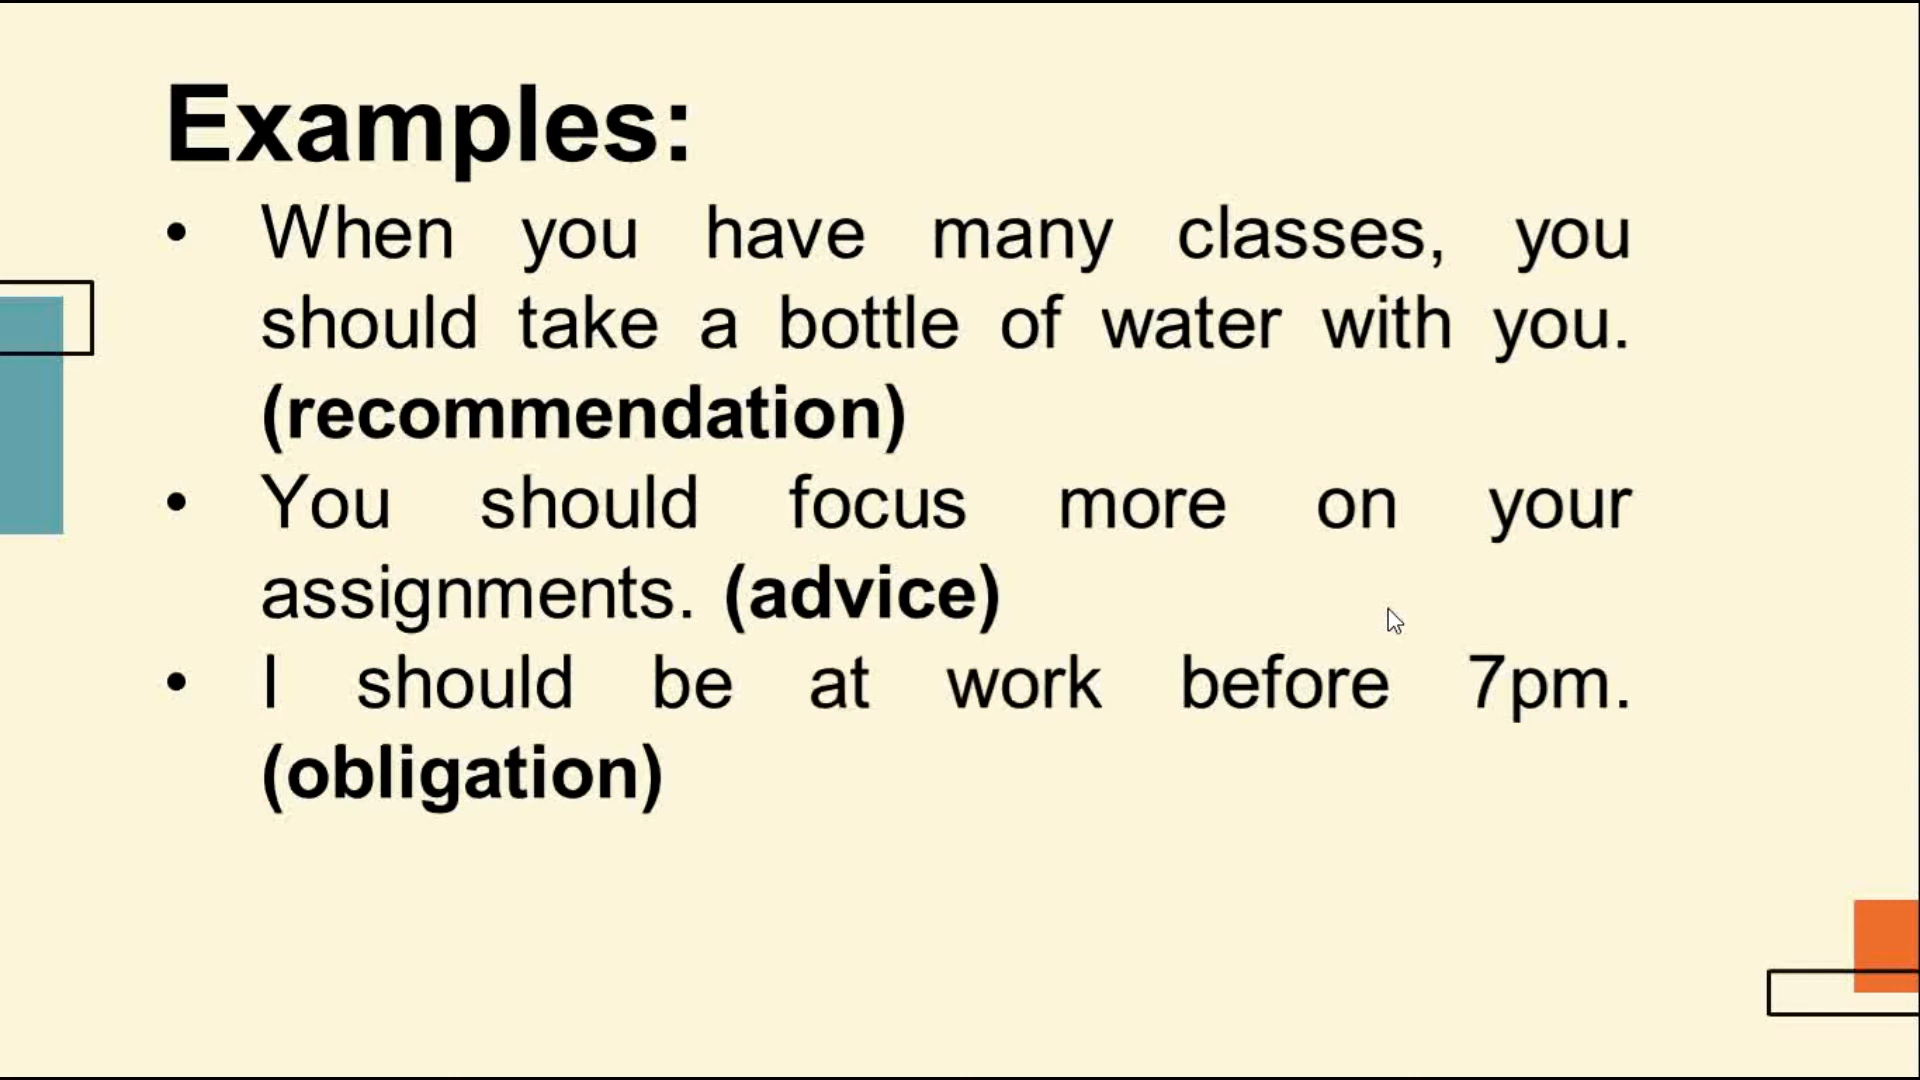 Examples:
• When you have many classes, you
should take a bottle of water with you.
(recommendation)
• You should focus more on your
assignments. (advice)
• I should be at work before 7pm.
(obligation)